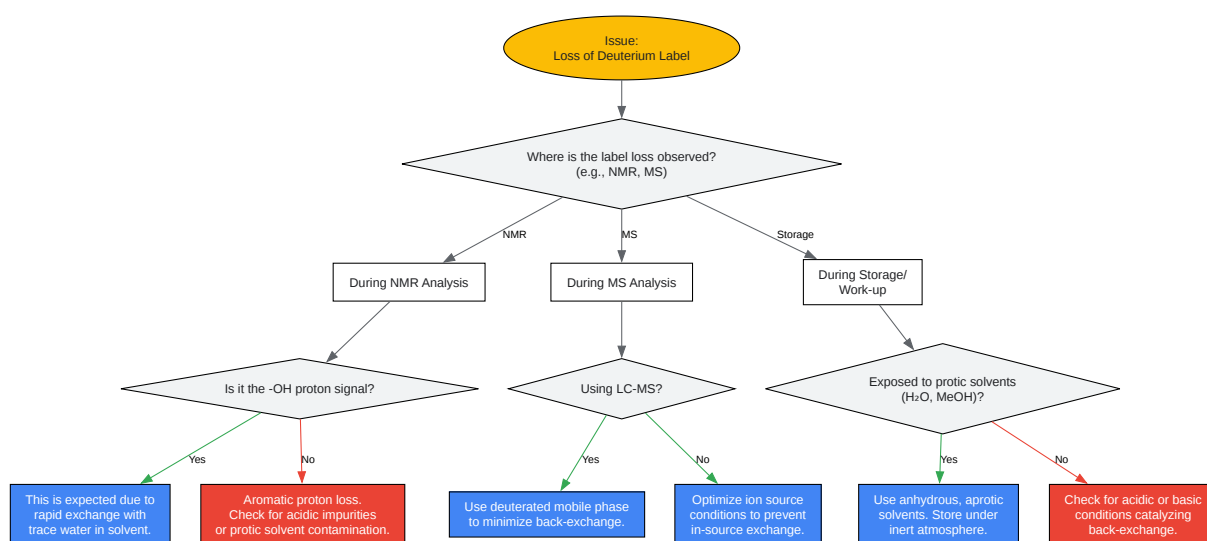 Issue:
Loss of Deuterium Label
Where is the label loss observed?
(e.g., NMR, MS)
NMR
MS
Storage
During NMR Analysis
During MS Analysis
During Storage/
Work-up
Is it the -OH proton signal?
Using LC-MS?
Exposed to protic solvents
(H₂O, MeOH)?
Yes
No
Yes
No
Yes
No
This is expected due to
rapid exchange with
trace water in solvent.
Aromatic proton loss.
Check for acidic impurities
or protic solvent contamination.
Use deuterated mobile phase
to minimize back-exchange.
Optimize ion source
conditions to prevent
in-source exchange.
Use anhydrous, aprotic
solvents. Store under
inert atmosphere.
Check for acidic or basic
conditions catalyzing
back-exchange.